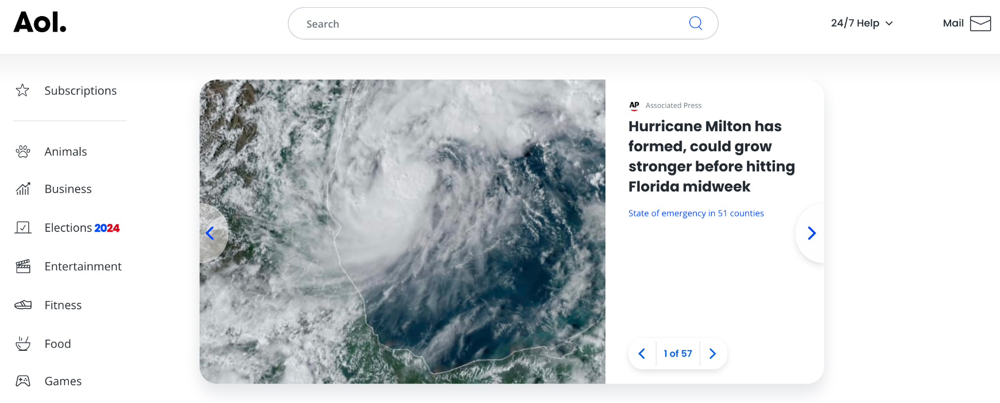 Aol.
Search
24/7 Help
Mail
Subscriptions
Animals
Business
Elections 2024
Entertainment
Fitness
Food
Games
AP Associated Press
Hurricane Milton has
formed, could grow
stronger before hitting
Florida midweek
State of emergency in 51 counties
1 of 57